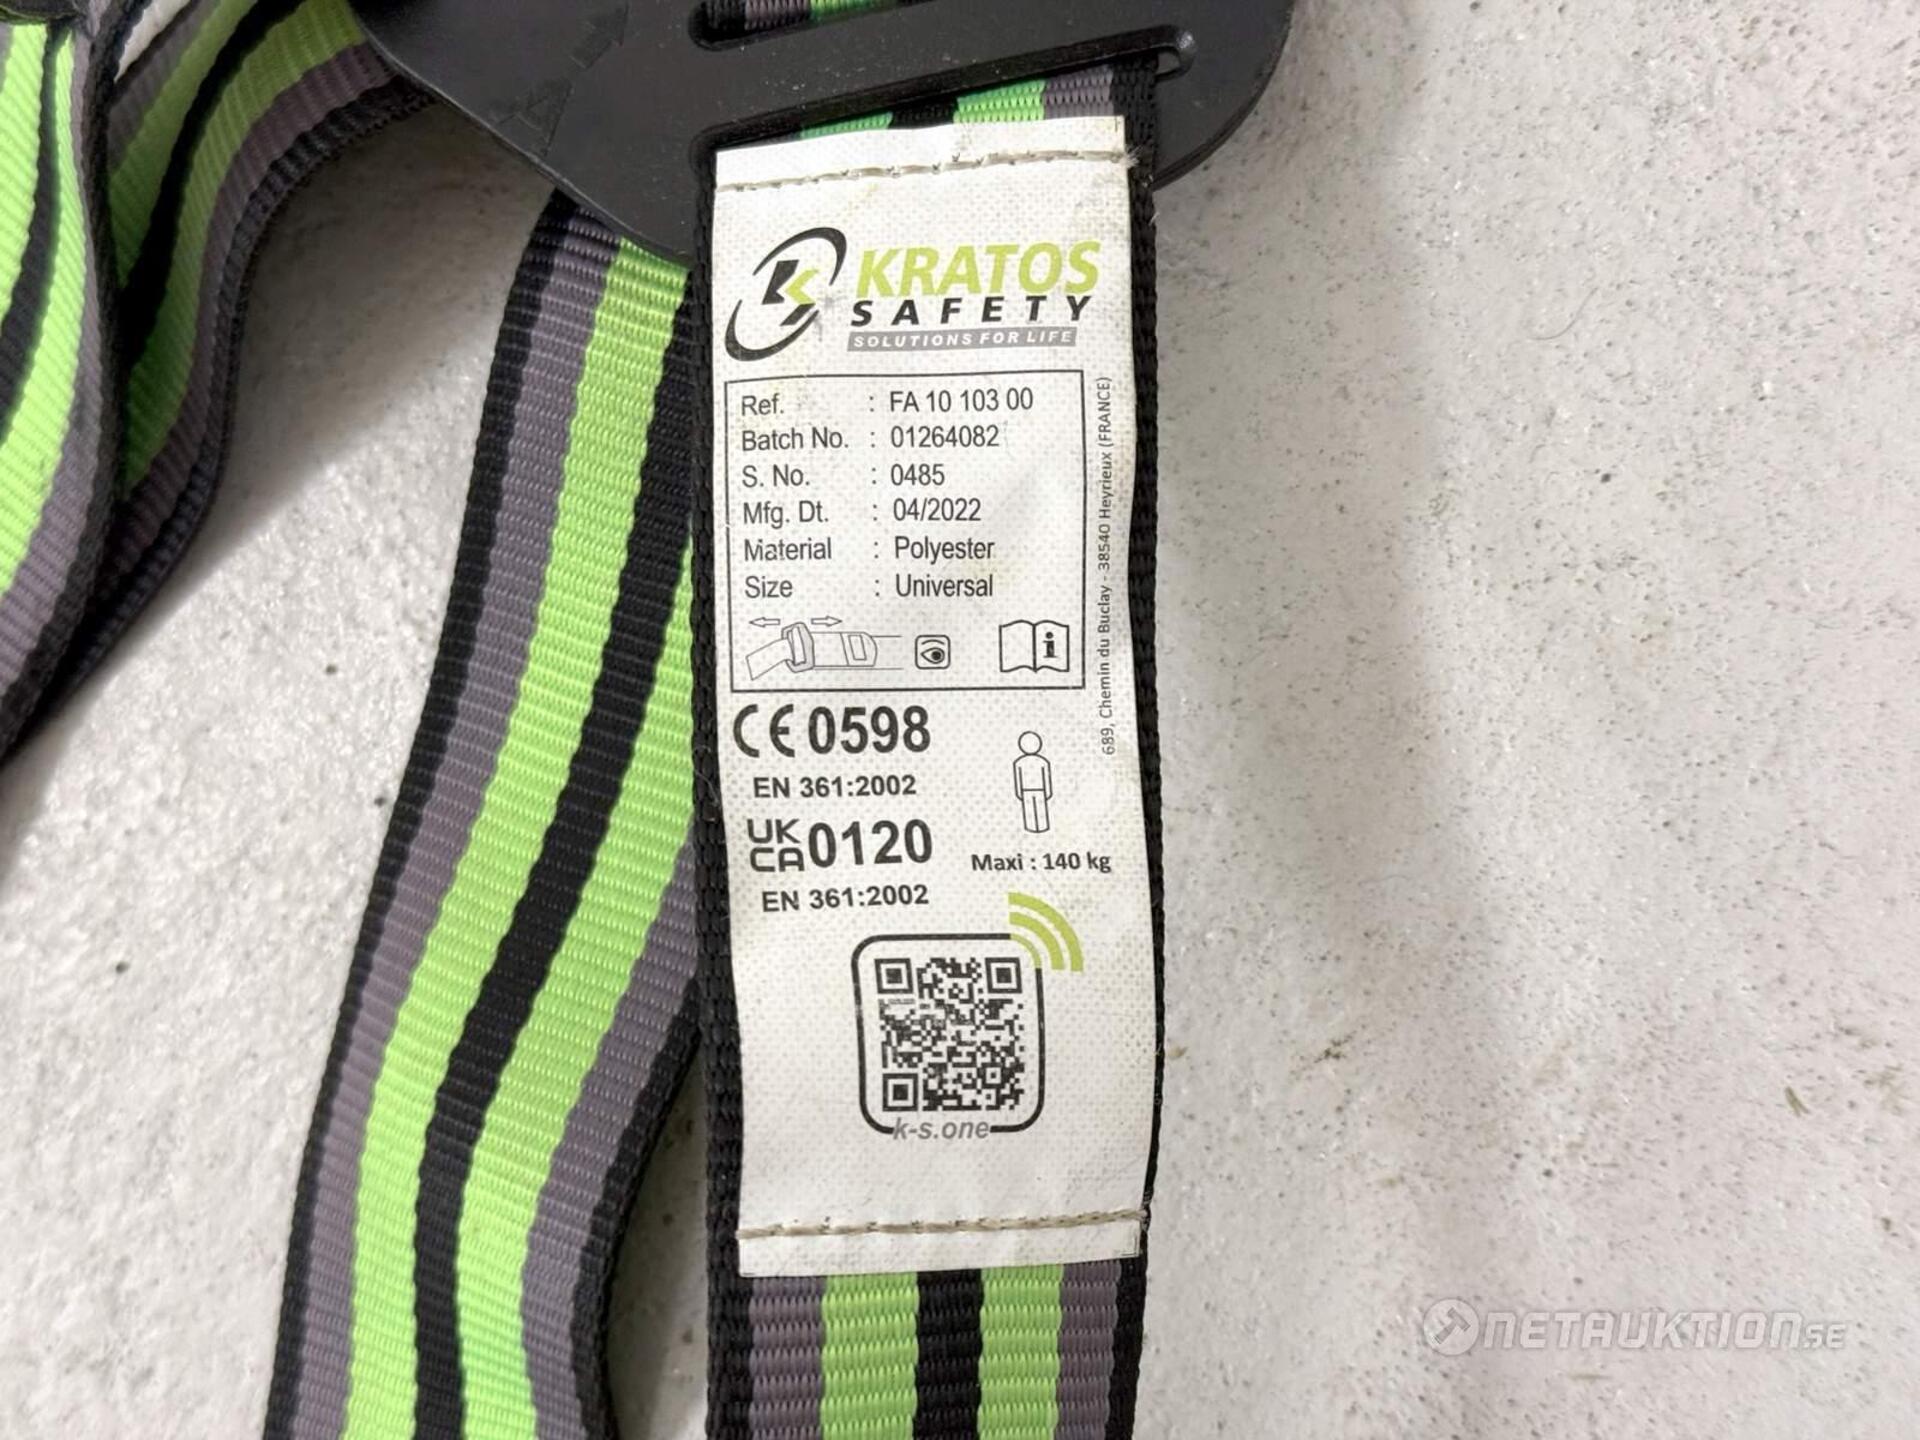 KRATOS
SAFETY
SOLUTIONS FOR LIFE
Ref. : FA 10 103 00
Batch No. : 01264082
S. No. : 0485
Mfg. Dt. : 04/2022
Material : Polyester
Size : Universal
i
689, Chemin du Buclay - 38540 Heyrieux (FRANCE)
CE 0598
EN 361:2002
UK
CA 0120
EN 361:2002
Maxi : 140 kg
k-s.one
NETAUKTION.SE